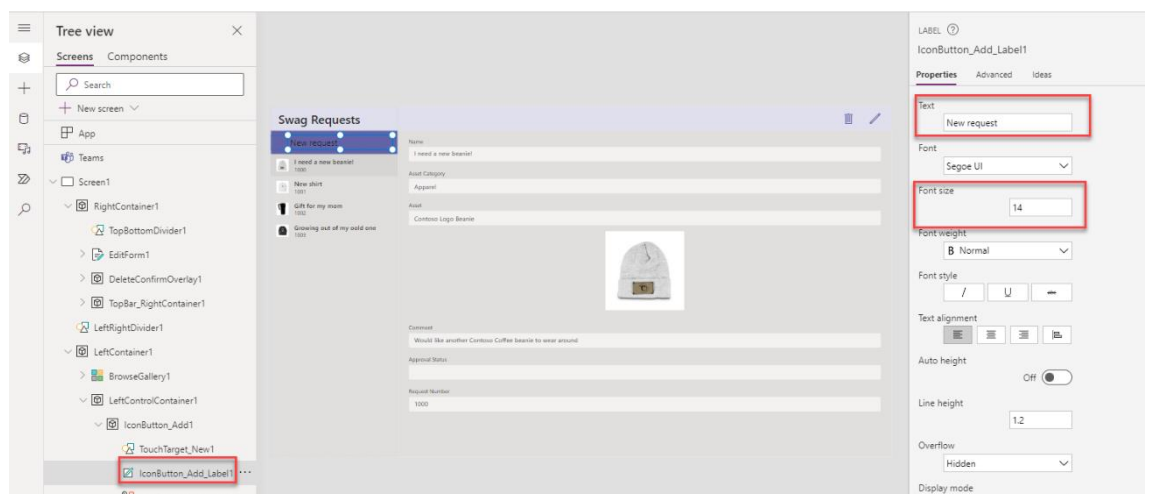 Tree view
Screens Components
Search
New screen
App
Teams
Screen1
RightContainer1
TopBottomDivider1
EditForm1
DeleteConfirmOverlay1
TopBar_RightContainer1
LeftRightDivider1
LeftContainer1
BrowseGallery1
LeftControlContainer1
IconButton_Add1
TouchTarget_New1
IconButton_Add_Label1
Swag Requests
New request
I need a new beanie!
1000
New shirt
1001
Gift for my mom
1002
Growing out of my oold one
1003
Name
I need a new beanie!
Asset Category
Apparel
Asset
Contoso Logo Beanie
Comment
Would like another Contoso Coffee beanie to wear around
Approval Status
Request Number
1000
LABEL
IconButton_Add_Label1
Properties Advanced Ideas
Text
New request
Font
Segoe UI
Font size
14
Font weight
B Normal
Font style
/ U abc
Text alignment
Auto height
Off
Line height
1.2
Overflow
Hidden
Display mode